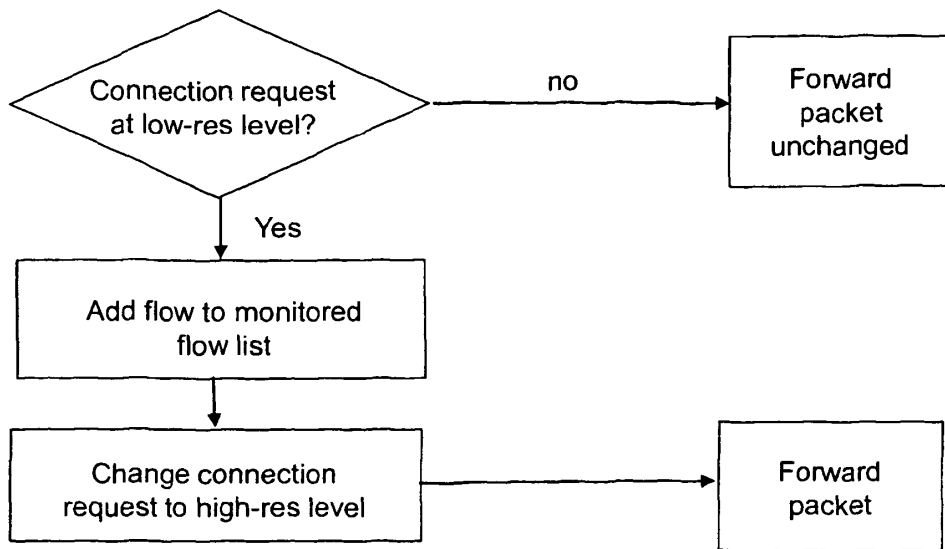 Connection request
at low-res level?
no
Forward
packet
unchanged
Yes
Add flow to monitored
flow list
Change connection
request to high-res level
Forward
packet